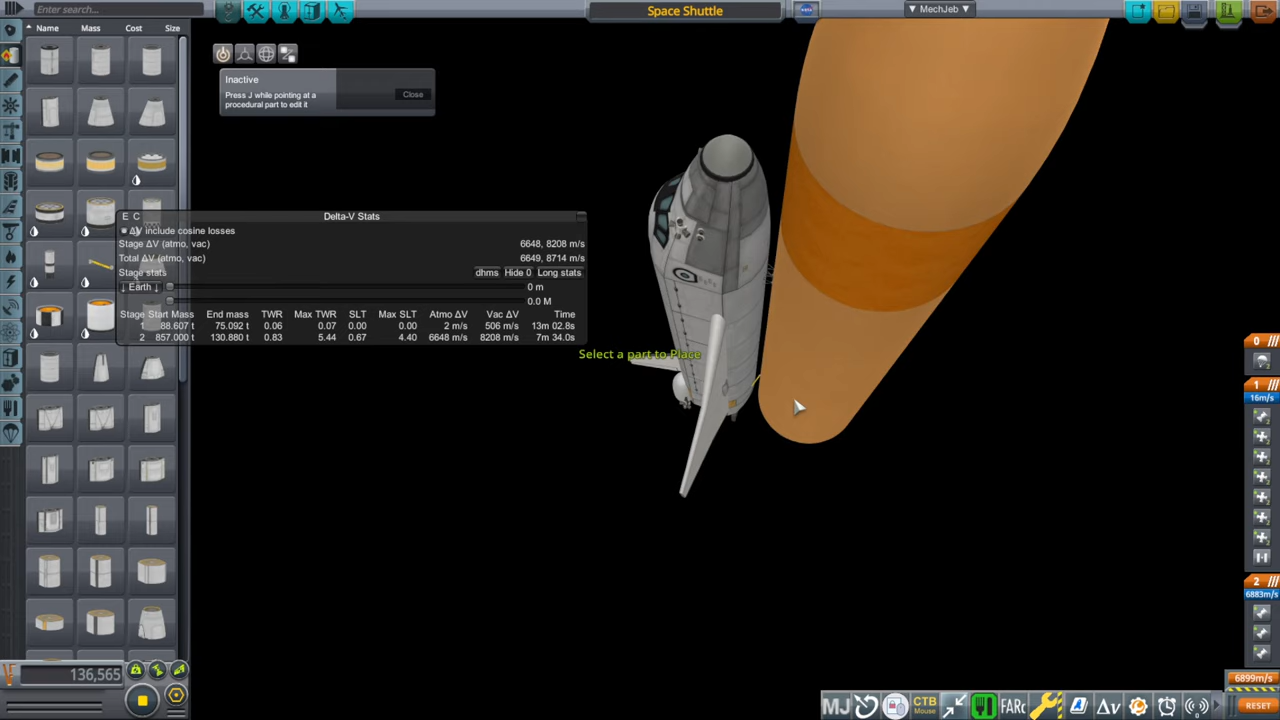 Enter search...
Space Shuttle
▼ MechJeb ▼
Name Mass Cost Size
Inactive
Press J while pointing at a
procedural part to edit it
Close
E C Delta-V Stats
ΔV include cosine losses
Stage ΔV (atmo, vac) 6648, 8208 m/s
Total ΔV (atmo, vac) 6649, 8714 m/s
Stage stats dhms Hide 0 Long stats
↓ Earth ↓ 0 m
0.0 M
Stage Start Mass End mass TWR Max TWR SLT Max SLT Atmo ΔV Vac ΔV Time
1 88.607 t 75.092 t 0.06 0.07 0.00 0.00 2 m/s 506 m/s 13m 02.8s
2 857.000 t 130.880 t 0.83 5.44 0.67 4.40 6648 m/s 8208 m/s 7m 34.0s
Select a part to Place
0
1
16m/s
2
6883m/s
6899m/s
RESET
136,565
MJ
CTB
Mouse
FARc
Δv